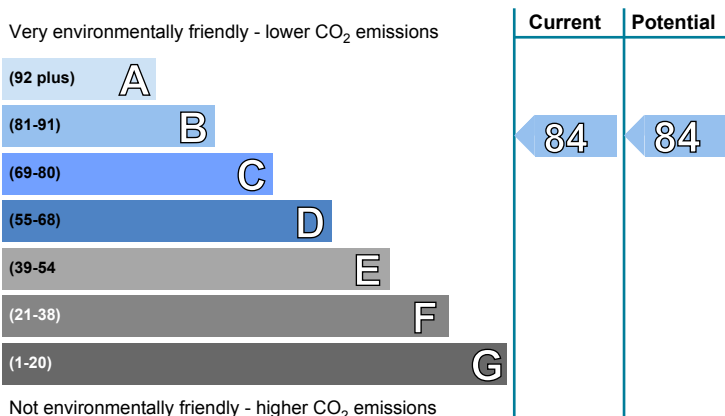 Very environmentally friendly - lower CO₂ emissions
Current
Potential
(92 plus) A
(81-91) B
84
84
(69-80) C
(55-68) D
(39-54 E
(21-38) F
(1-20) G
Not environmentally friendly - higher CO₂ emissions